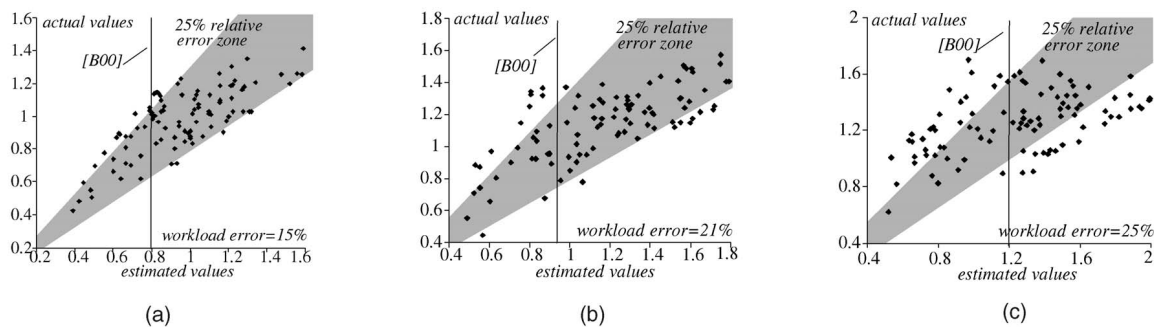 actual values
25% relative
error zone
[B00]
1.6
1.4
1.2
1
0.8
0.6
0.4
0.2
0.2 0.4 0.6 0.8 1 1.2 1.4 1.6
workload error=15%
estimated values
(a)
actual values
25% relative
error zone
[B00]
1.8
1.6
1.4
1.2
1
0.8
0.6
0.4
0.4 0.6 0.8 1 1.2 1.4 1.6 1.8
workload error=21%
estimated values
(b)
actual values
25% relative
error zone
[B00]
2
1.6
1.2
0.8
0.4
0.4 0.8 1.2 1.6 2
workload error=25%
estimated values
(c)